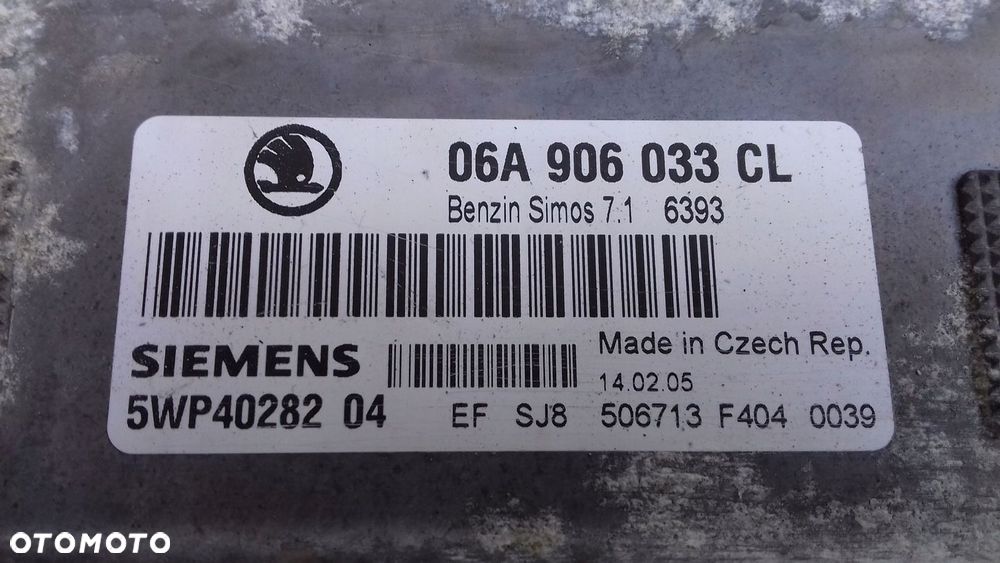 06A 906 033 CL
Benzin Simos 7.1 6393
SIEMENS
Made in Czech Rep.
14.02.05
5WP40282 04
EF SJ8 506713 F404 0039
OTOMOTO